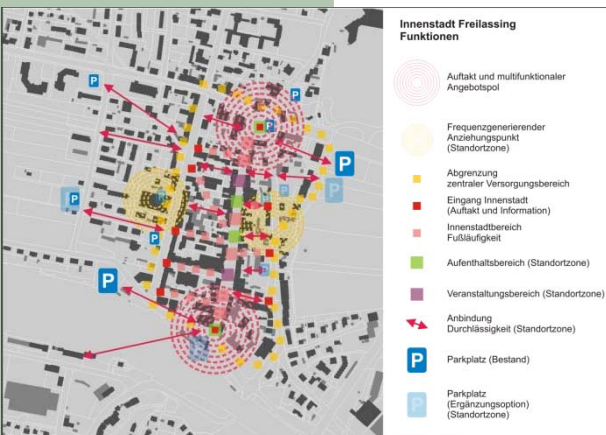 Innenstadt Freilassing
Funktionen
Auftakt und multifunktionaler
Angebotspol
Frequenzgenerierender
Anziehungspunkt
(Standortzone)
Abgrenzung
zentraler Versorgungsbereich
Eingang Innenstadt
(Auftakt und Information)
Innenstadtbereich
Fußläufigkeit
Aufenthaltsbereich (Standortzone)
Veranstaltungsbereich (Standortzone)
Anbindung
Durchlässigkeit (Standortzone)
P
Parkplatz (Bestand)
P
Parkplatz
(Ergänzungsoption)
(Standortzone)
P
P
P
P
P
P
P
P